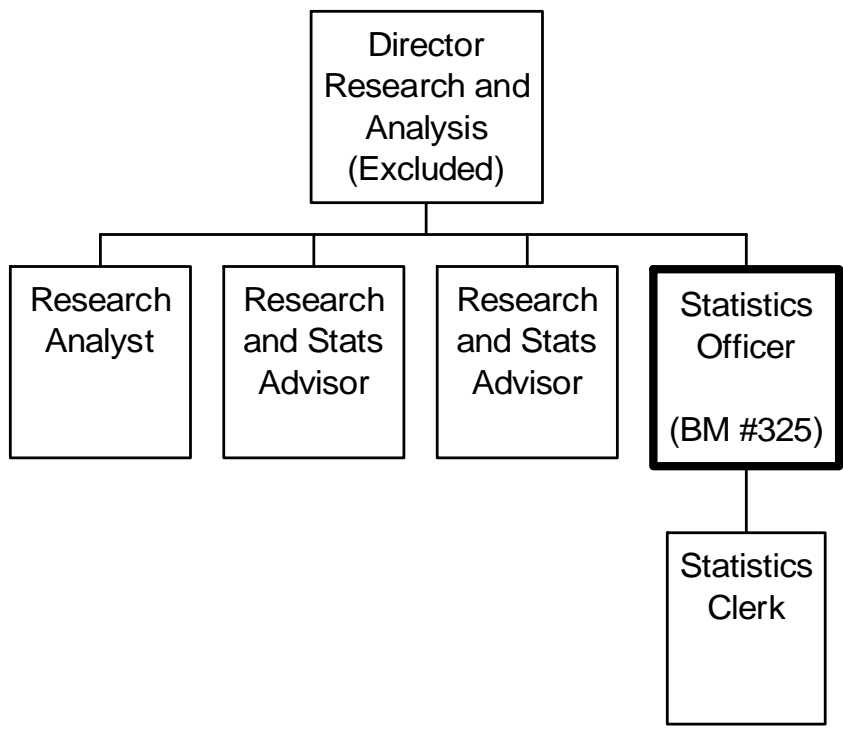 Director
Research and
Analysis
(Excluded)
Research
Analyst
Research
and Stats
Advisor
Research
and Stats
Advisor
Statistics
Officer
(BM #325)
Statistics
Clerk